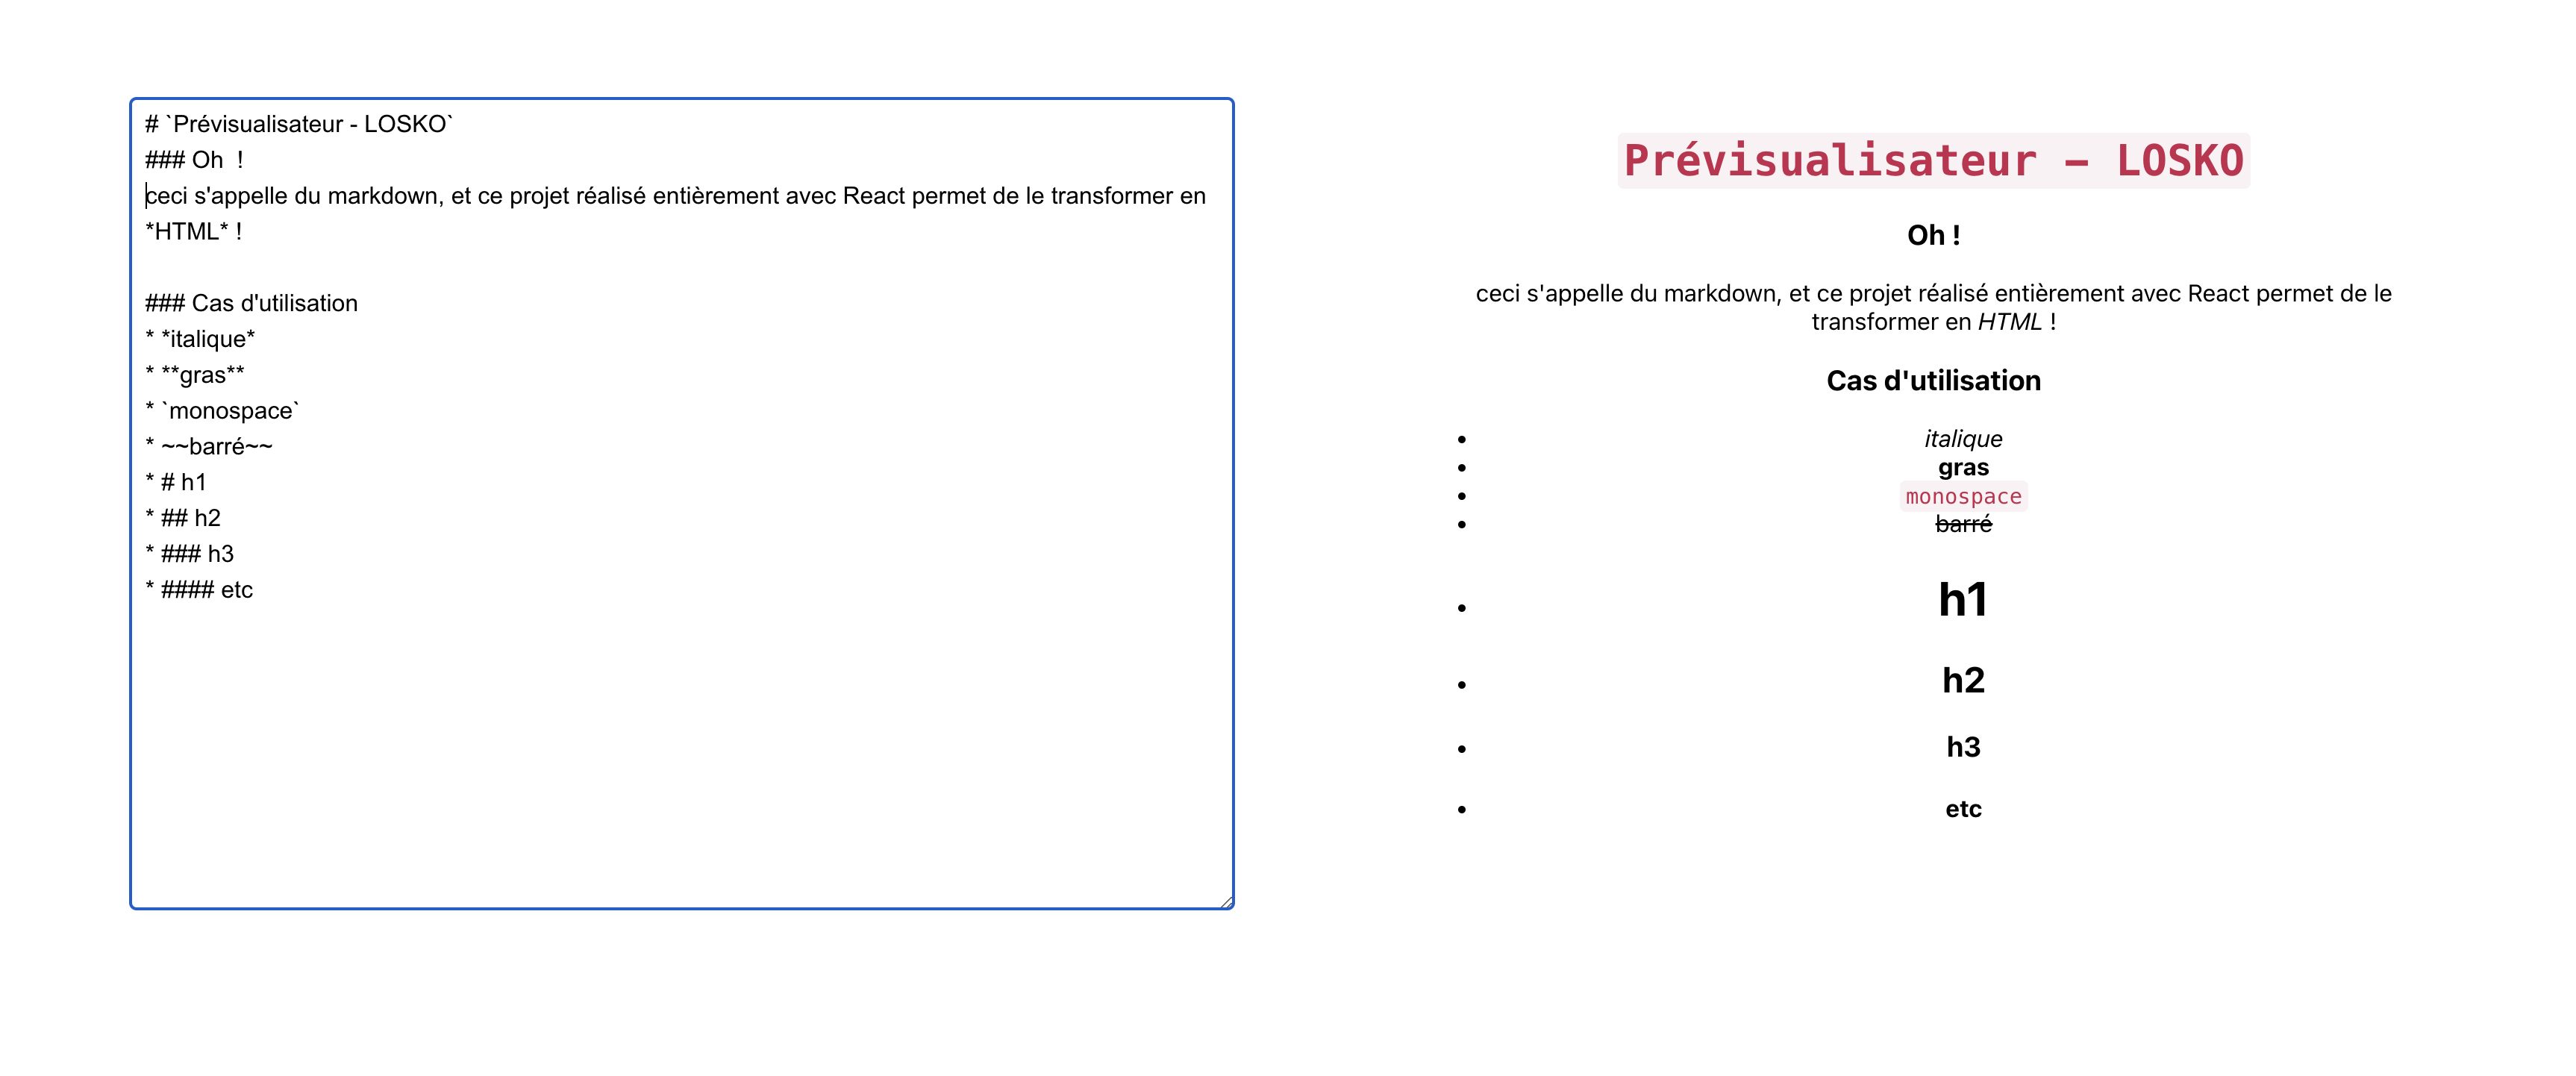 # `Prévisualisateur - LOSKO`
### Oh  !
ceci s'appelle du markdown, et ce projet réalisé entièrement avec React permet de le transformer en
*HTML* !
### Cas d'utilisation
* *italique*
* **gras**
* `monospace`
* ~~barré~~
* # h1
* ## h2
* ### h3
* #### etc
Prévisualisateur - LOSKO
Oh !
ceci s'appelle du markdown, et ce projet réalisé entièrement avec React permet de le
transformer en HTML !
Cas d'utilisation
• italique
• gras
• monospace
• barré
• h1
• h2
• h3
• etc